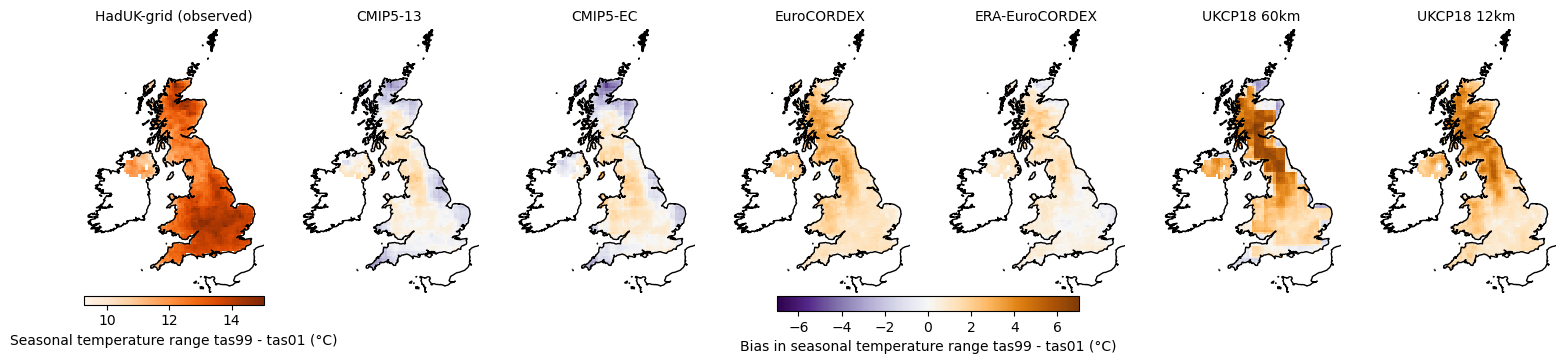 HadUK-grid (observed) CMIP5-13 CMIP5-EC EuroCORDEX ERA-EuroCORDEX UKCP18 60km UKCP18 12km
10 12 14
Seasonal temperature range tas99 - tas01 (°C)
−6 −4 −2 0 2 4 6
Bias in seasonal temperature range tas99 - tas01 (°C)